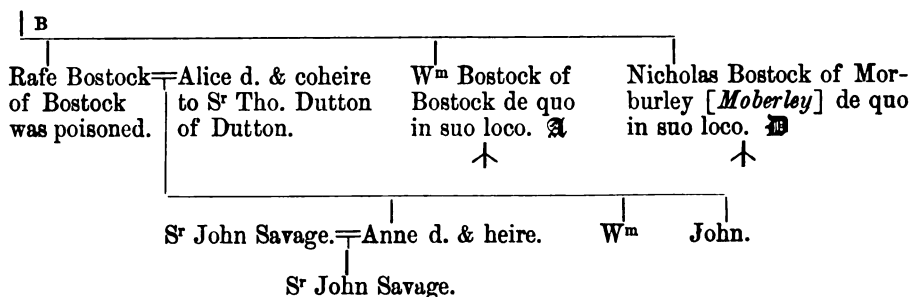 B
Rafe Bostock
of Bostock
was poisoned.
Alice d. & coheire
to Sʳ Tho. Dutton
of Dutton.
Wᵐ Bostock of
Bostock de quo
in suo loco. 𝕬
Nicholas Bostock of Mor-
burley [Moberley] de quo
in suo loco. 𝕯
Sʳ John Savage.
Anne d. & heire.
Wᵐ
John.
Sʳ John Savage.